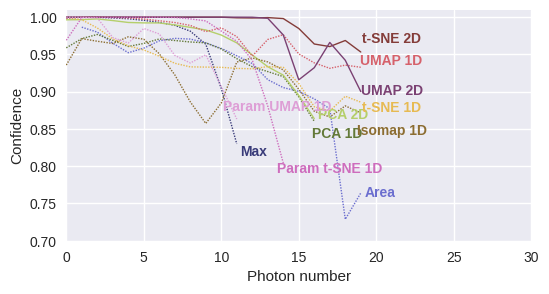 1.00
0.95
0.90
0.85
0.80
0.75
0.70
Confidence
t-SNE 2D
UMAP 1D
UMAP 2D
Param UMAP 1D
t-SNE 1D
PCA 2D
PCA 1D
Isomap 1D
Max
Param t-SNE 1D
Area
0 5 10 15 20 25 30
Photon number